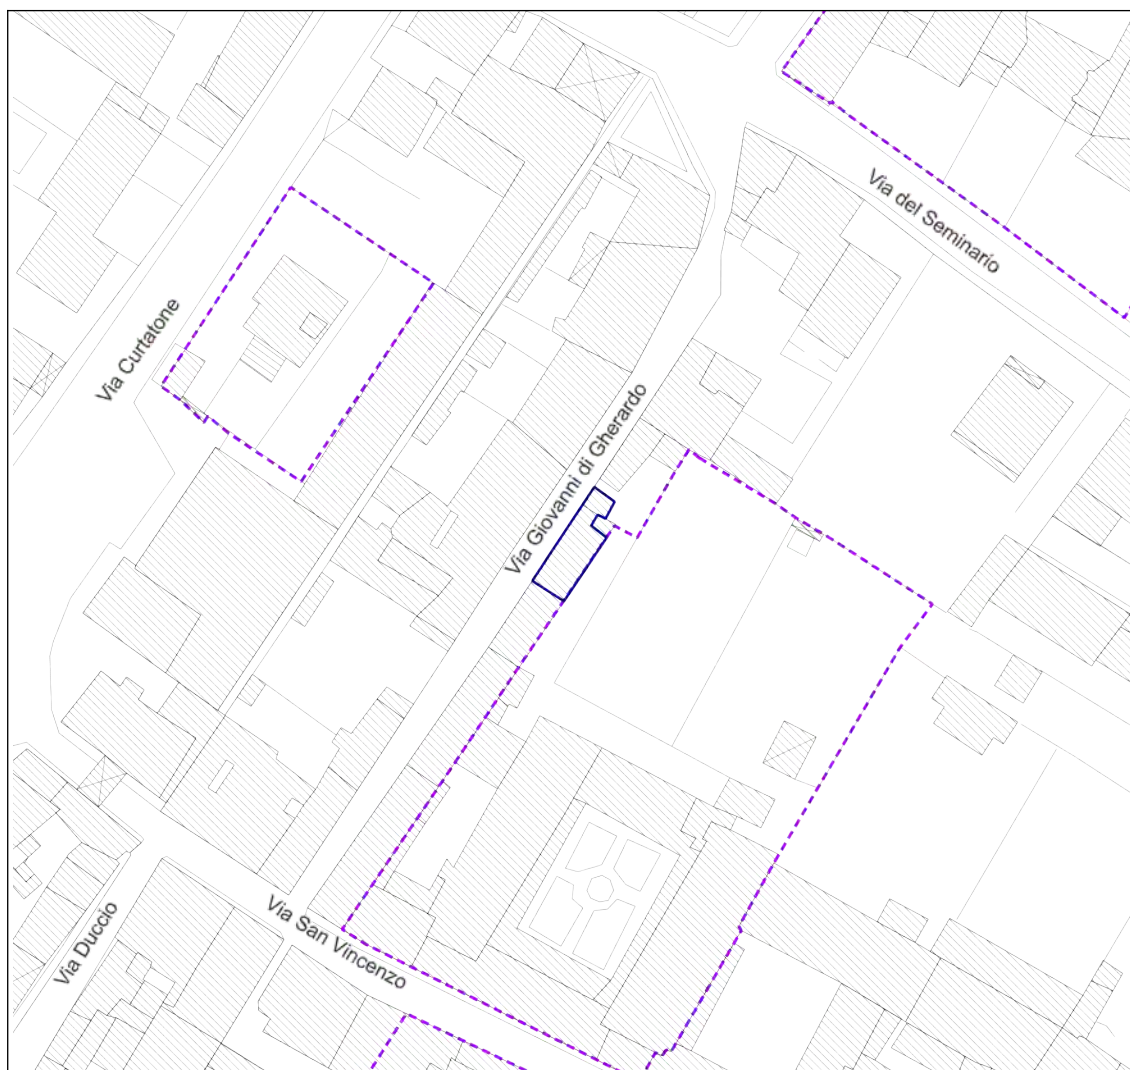 Via del Seminario
Via Curtatone
Via Giovanni di Gherardo
Via San Vincenzo
Via Duccio